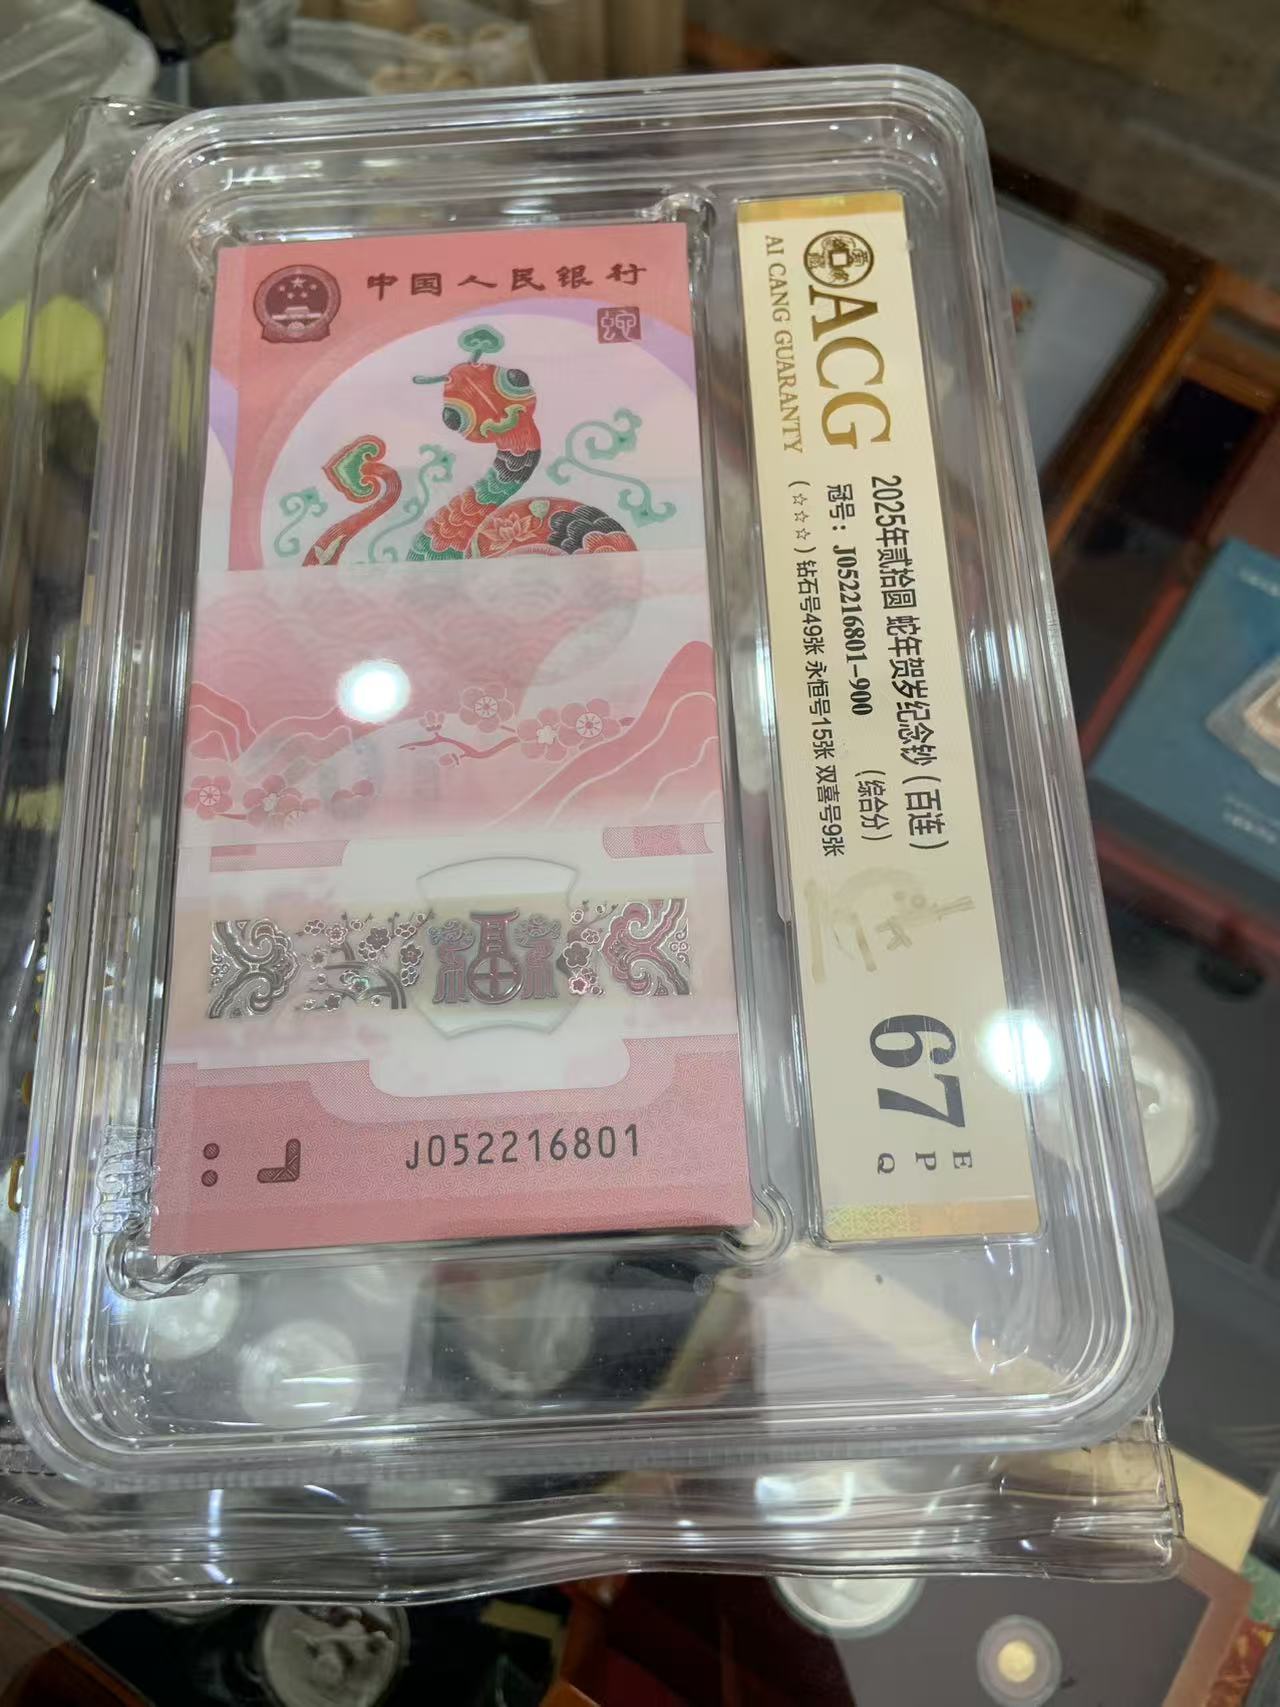 中国人民银行
J052216801
ACG
AI CANG GUARANTY
2025年贰拾圆 蛇年贺岁纪念钞（百连）
冠号：J052216801-900 （综合分）
（☆☆☆）钻石号49张 永恒号15张 双喜号9张
67
E
P
Q